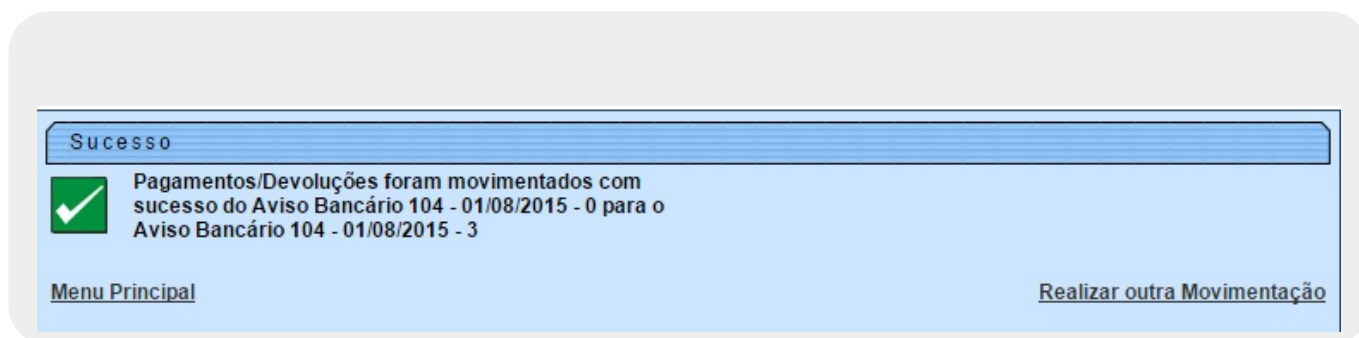 Sucesso
Pagamentos/Devoluções foram movimentados com
sucesso do Aviso Bancário 104 - 01/08/2015 - 0 para o
Aviso Bancário 104 - 01/08/2015 - 3
Menu Principal
Realizar outra Movimentação